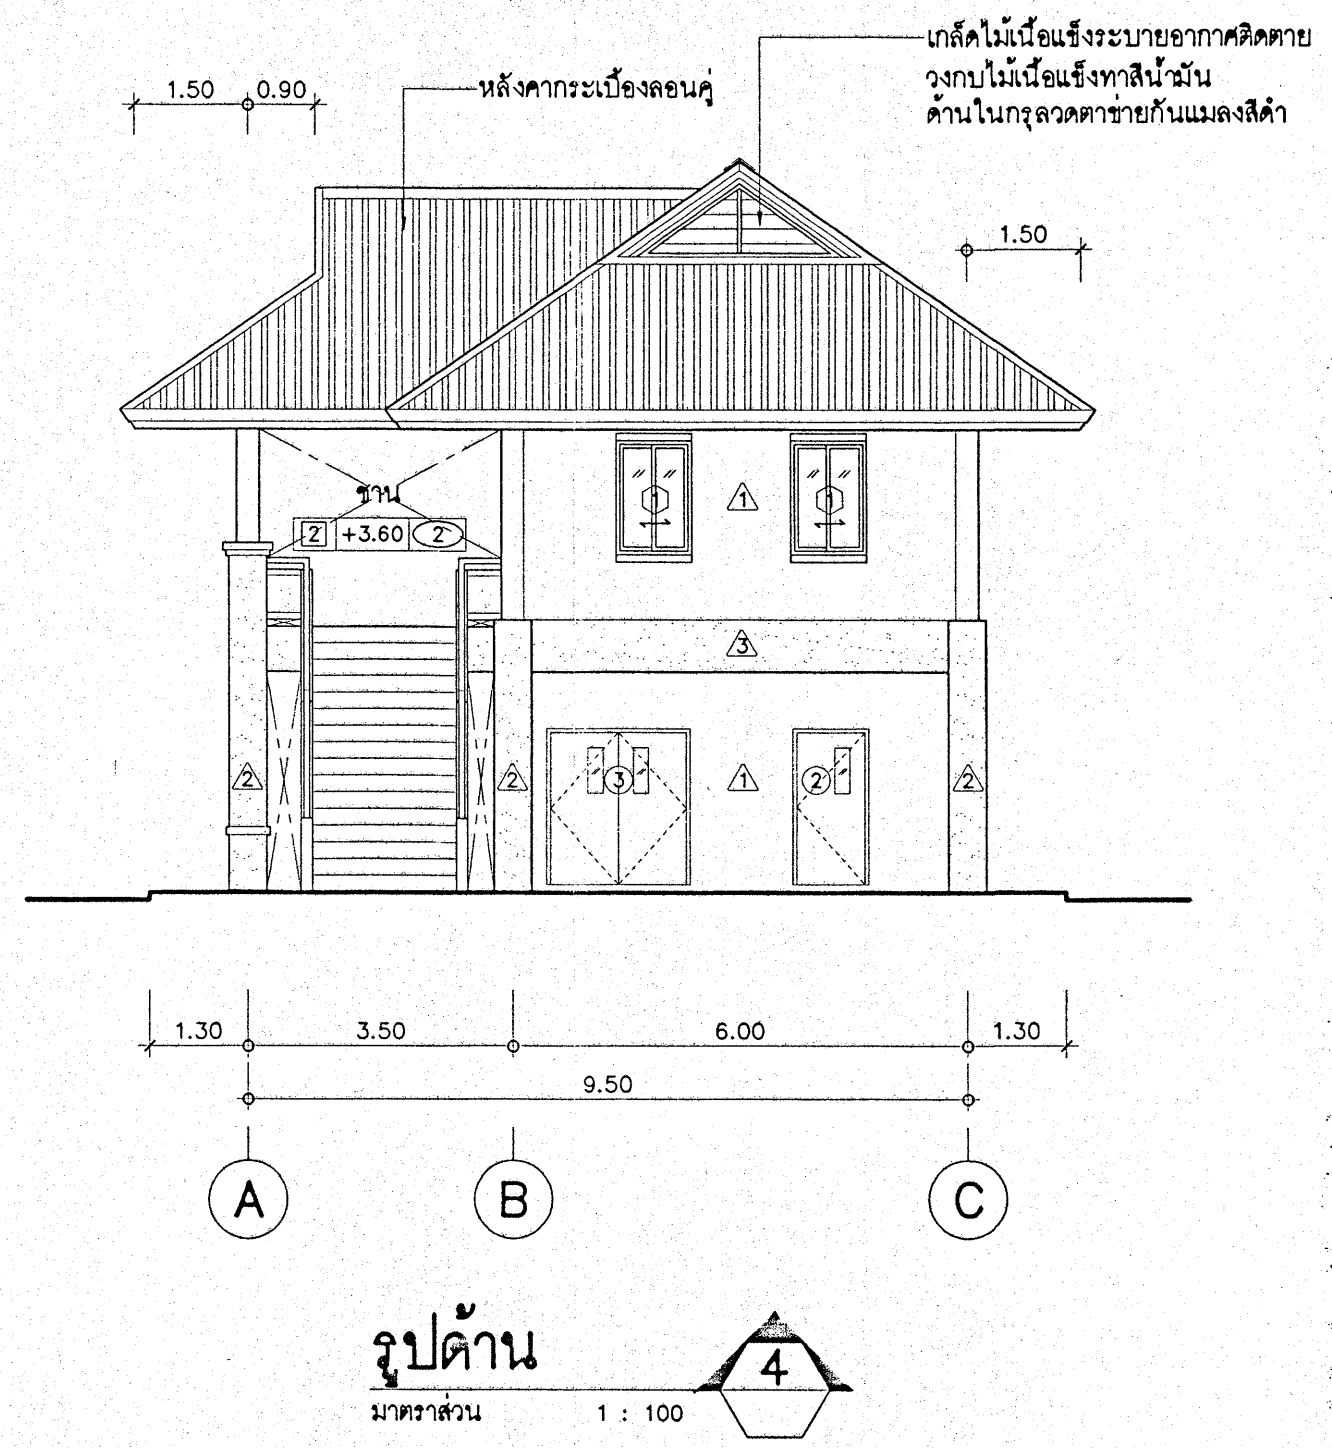 เกล็ดไม้เนื้อแข็งระบายอากาศติดตาย
วงกบไม้เนื้อแข็งทาสีน้ำมัน
ด้านในกรุลวดตาข่ายกันแมลงสีดำ
หลังคากระเบื้องลอนคู่
1.50 0.90
1.50
1 1 1
ชาน
2 +3.60 2
3
2 2 3 1 2 2
1.30 3.50 6.00 1.30
9.50
A B C
รูปด้าน 4
มาตราส่วน 1 : 100